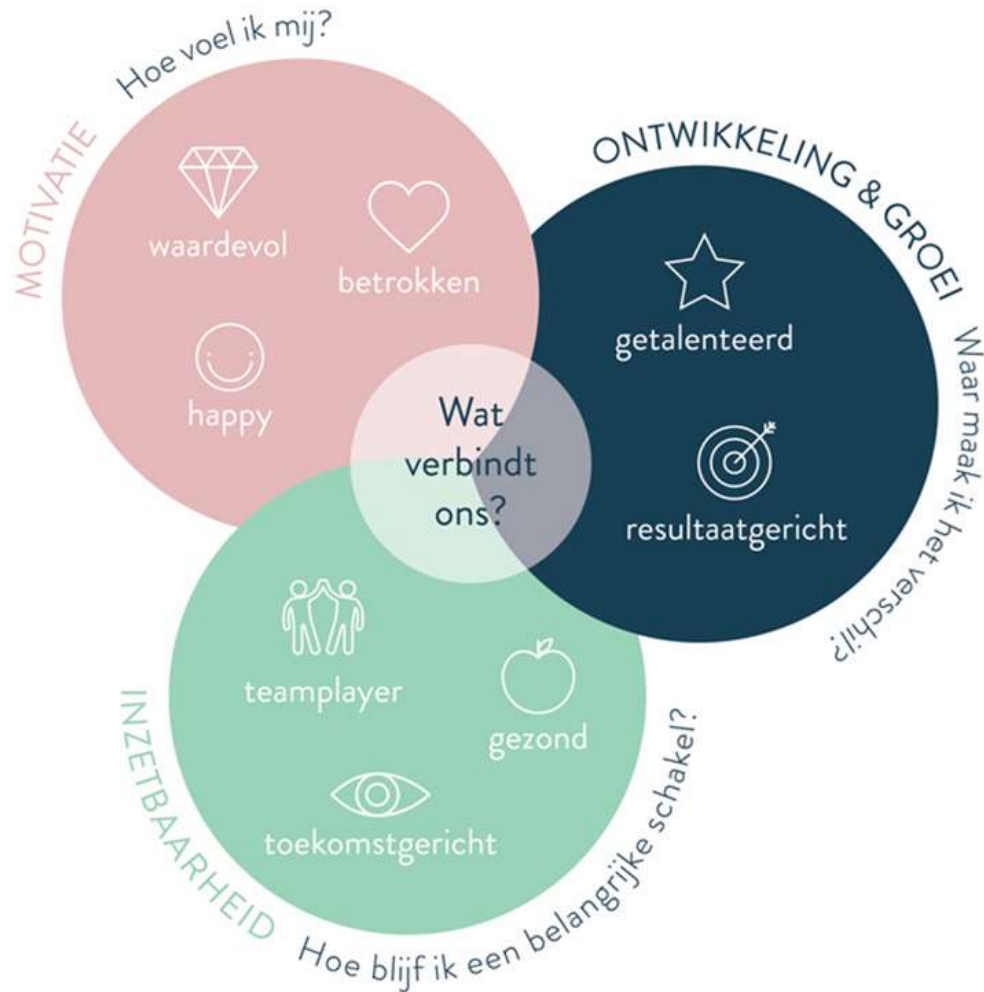 MOTIVATIE
Hoe voel ik mij?
waardevol
betrokken
happy
ONTWIKKELING & GROEI
Waar maak ik het verschil?
getalenteerd
resultaatgericht
Wat
verbindt
ons?
INZETBAARHEID
Hoe blijf ik een belangrijke schakel?
teamplayer
gezond
toekomstgericht